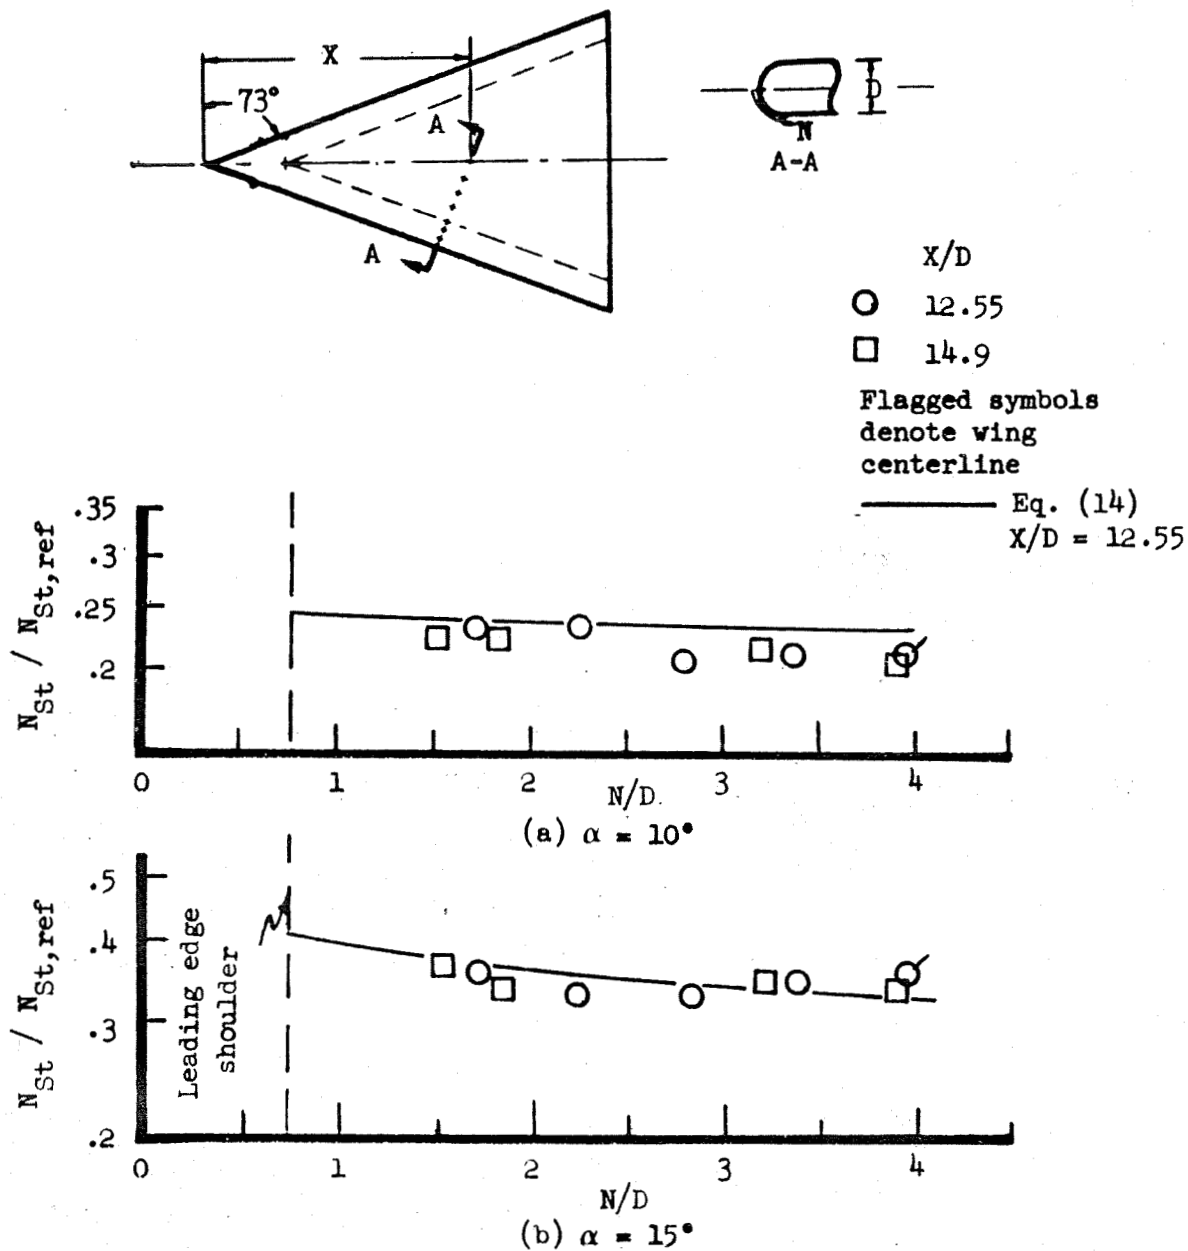 X
73°
A
A
D
N
A-A
X/D
12.55
14.9
Flagged symbols
denote wing
centerline
Eq. (14)
X/D = 12.55
N_St / N_St,ref
.35
.3
.25
.2
0 1 2 3 4
N/D
(a) α = 10°
N_St / N_St,ref
.5
.4
.3
.2
Leading edge
shoulder
0 1 2 3 4
N/D
(b) α = 15°